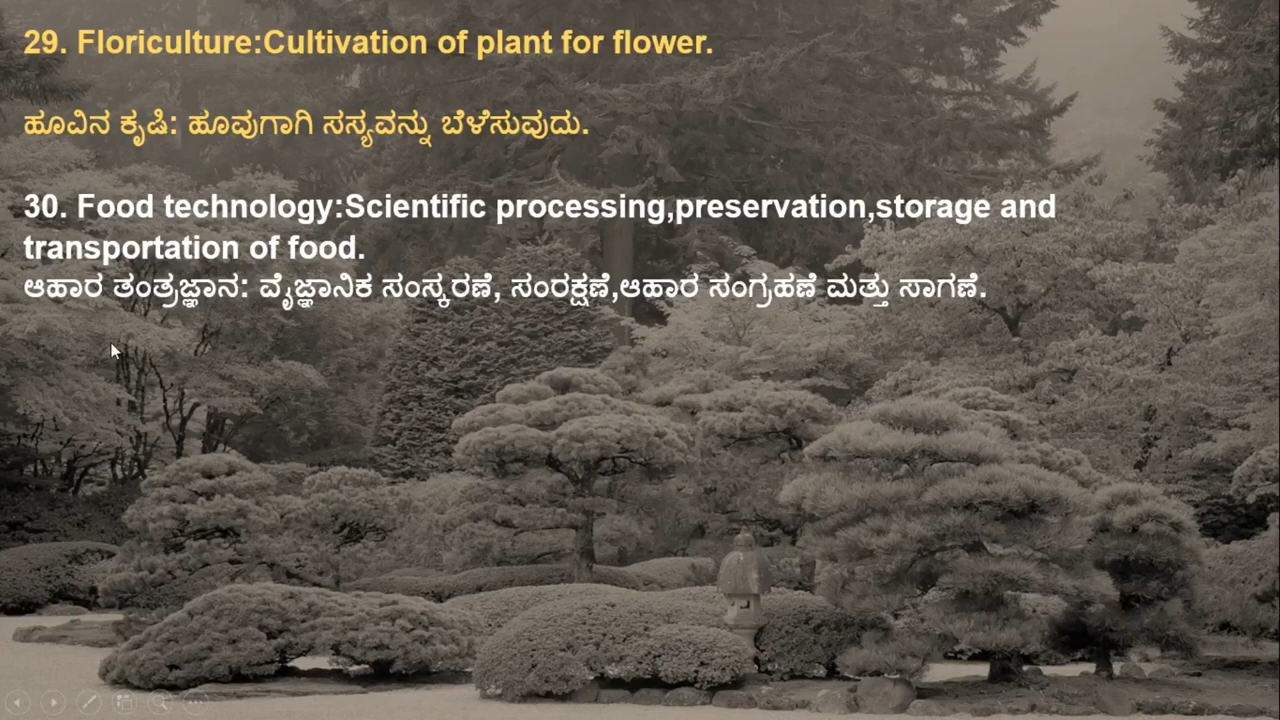 29. Floriculture:Cultivation of plant for flower.
ಹೂವಿನ ಕೃಷಿ: ಹೂವುಗಾಗಿ ಸಸ್ಯವನ್ನು ಬೆಳೆಸುವುದು.
30. Food technology:Scientific processing,preservation,storage and
transportation of food.
ಆಹಾರ ತಂತ್ರಜ್ಞಾನ: ವೈಜ್ಞಾನಿಕ ಸಂಸ್ಕರಣೆ, ಸಂರಕ್ಷಣೆ,ಆಹಾರ ಸಂಗ್ರಹಣೆ ಮತ್ತು ಸಾಗಣೆ.